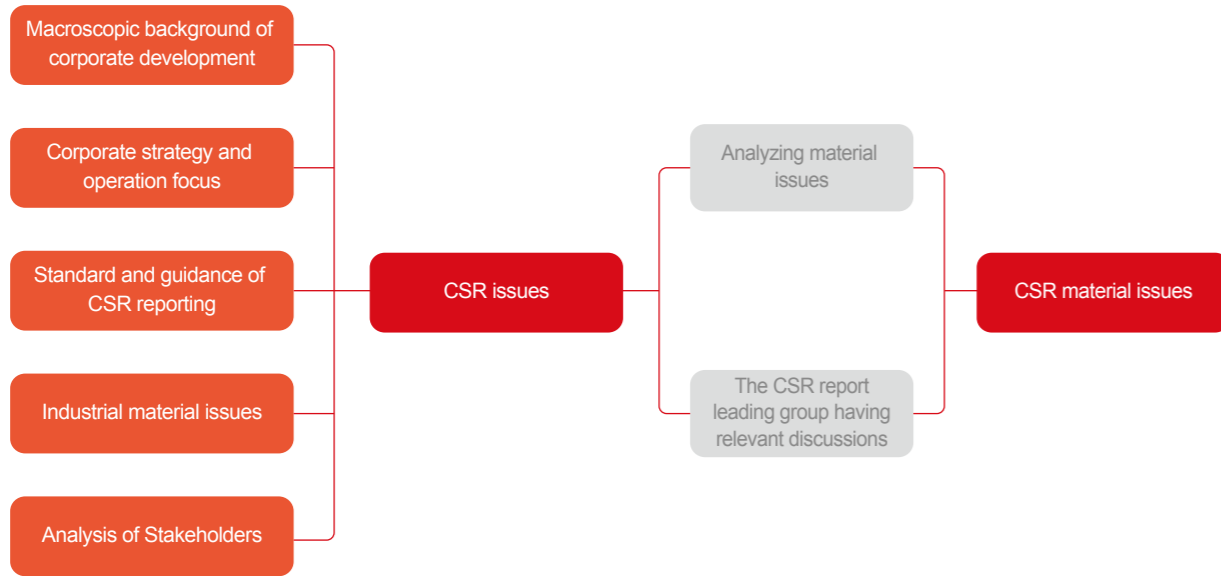 Macroscopic background of
corporate development
Corporate strategy and
operation focus
Standard and guidance of
CSR reporting
Industrial material issues
Analysis of Stakeholders
CSR issues
Analyzing material
issues
The CSR report
leading group having
relevant discussions
CSR material issues